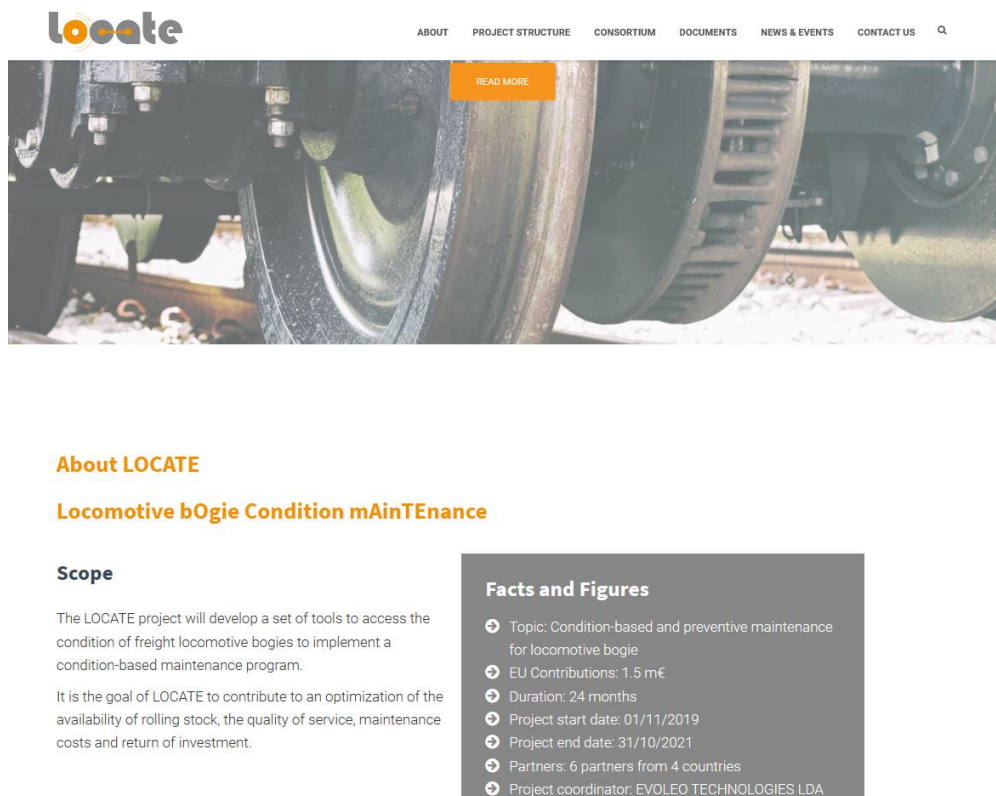 Locate
ABOUT PROJECT STRUCTURE CONSORTIUM DOCUMENTS NEWS & EVENTS CONTACT US
READ MORE
About LOCATE
Locomotive bOgie Condition mAinTEnance
Scope
The LOCATE project will develop a set of tools to access the
condition of freight locomotive bogies to implement a
condition-based maintenance program.
It is the goal of LOCATE to contribute to an optimization of the
availability of rolling stock, the quality of service, maintenance
costs and return of investment.
Facts and Figures
Topic: Condition-based and preventive maintenance
for locomotive bogie
EU Contributions: 1.5 m€
Duration: 24 months
Project start date: 01/11/2019
Project end date: 31/10/2021
Partners: 6 partners from 4 countries
Project coordinator: EVOLEO TECHNOLOGIES LDA